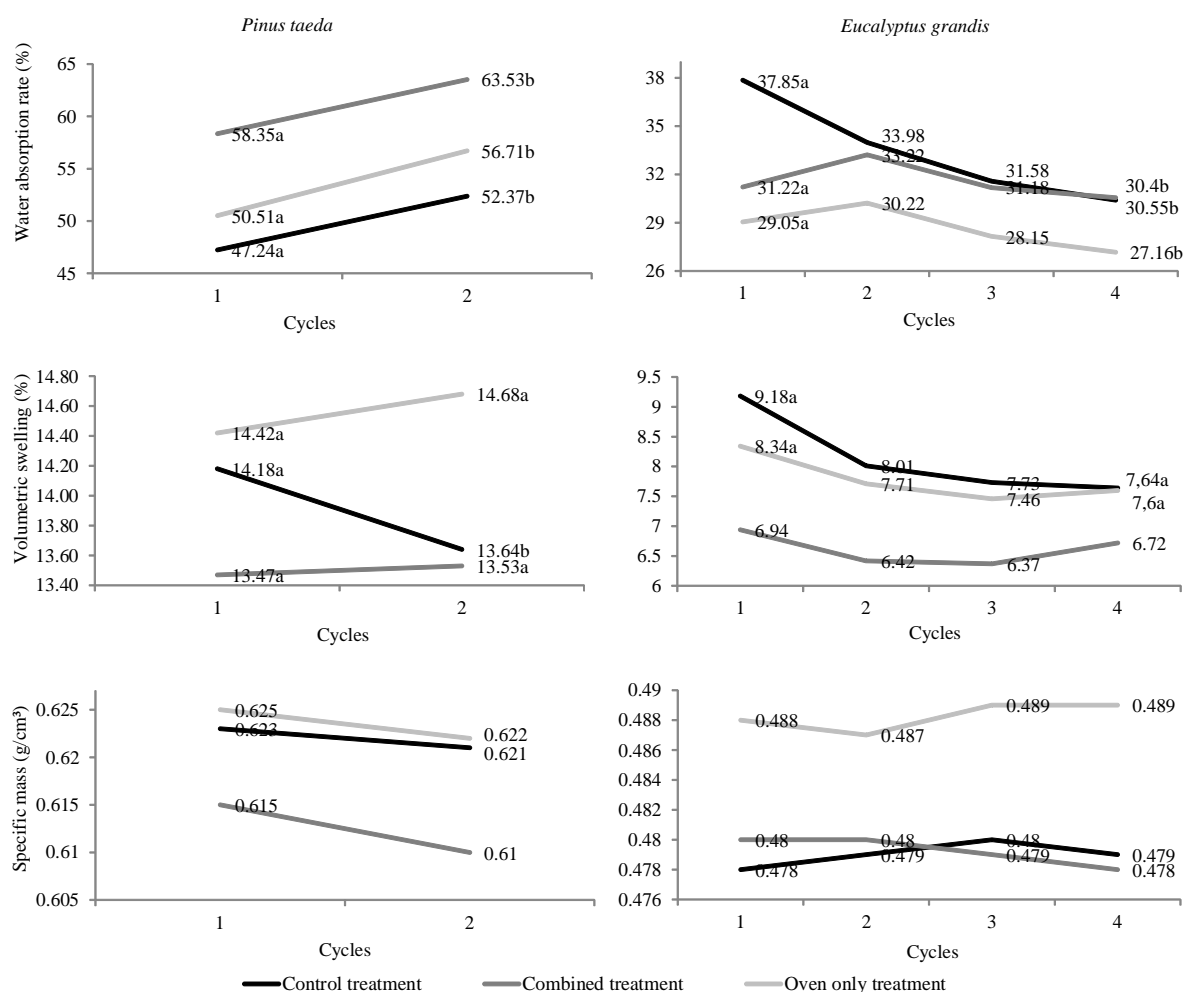 Pinus taeda
Eucalyptus grandis
Water absorption rate (%)
65
60
55
50
45
58.35a
63.53b
50.51a
56.71b
47.24a
52.37b
1
2
Cycles
38
35
32
29
26
37.85a
33.98
31.58
30.4b
31.22a
33.22
31.18
30.55b
29.05a
30.22
28.15
27.16b
1
2
3
4
Cycles
Volumetric swelling (%)
14.80
14.60
14.40
14.20
14.00
13.80
13.60
13.40
14.42a
14.68a
14.18a
13.64b
13.47a
13.53a
1
2
Cycles
9.5
9
8.5
8
7.5
7
6.5
6
9.18a
8.01
7.73
7,64a
8.34a
7.71
7.46
7,6a
6.94
6.42
6.37
6.72
1
2
3
4
Cycles
Specific mass (g/cm³)
0.625
0.62
0.615
0.61
0.605
0.625
0.622
0.623
0.621
0.615
0.61
1
2
Cycles
0.49
0.488
0.486
0.484
0.482
0.48
0.478
0.476
0.488
0.487
0.489
0.489
0.48
0.48
0.48
0.479
0.478
0.479
0.479
0.478
1
2
3
4
Cycles
Control treatment
Combined treatment
Oven only treatment